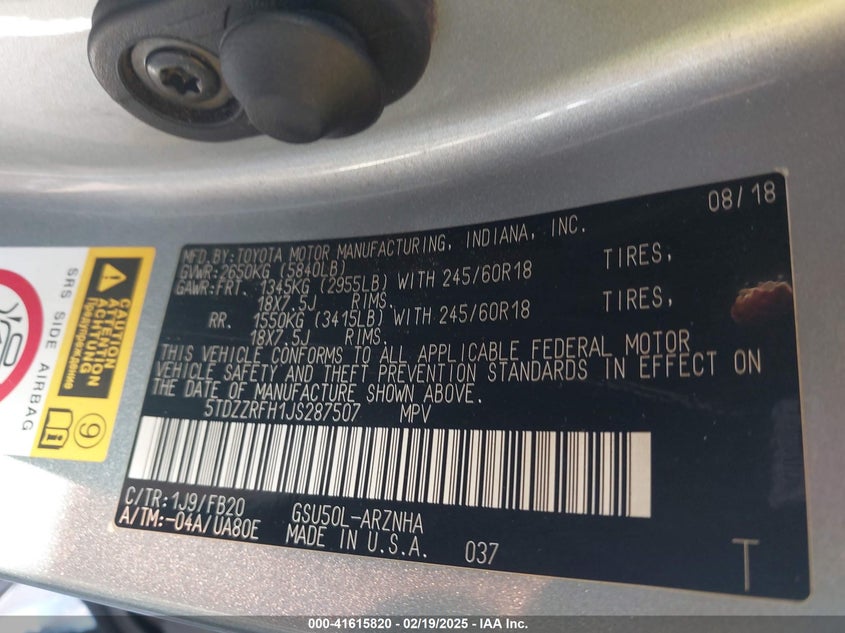 08/18
MFD.BY:TOYOTA MOTOR MANUFACTURING, INDIANA, INC.
GVWR:2650KG (5840LB)
GAWR:FRT. 1345KG (2955LB) WITH 245/60R18 TIRES,
18X7.5J RIMS.
RR. 1550KG (3415LB) WITH 245/60R18 TIRES,
18X7.5J RIMS.
THIS VEHICLE CONFORMS TO ALL APPLICABLE FEDERAL MOTOR
VEHICLE SAFETY AND THEFT PREVENTION STANDARDS IN EFFECT ON
THE DATE OF MANUFACTURE SHOWN ABOVE.
5TDZZRFH1JS287507 MPV
C/TR:1J9/FB20 GSU50L-ARZNHA
A/TM:-04A/UA80E MADE IN U.S.A. 037
T
CAUTION
ATTENTION
ACHTUNG
SRS SIDE AIRBAG
9
000-41615820 - 02/19/2025 - IAA Inc.